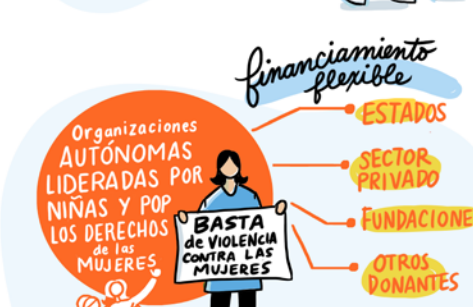 financiamiento
flexible
ESTADOS
SECTOR
PRIVADO
FUNDACIONE
OTROS
DONANTES
Organizaciones
AUTÓNOMAS
LIDERADAS POR
NIÑAS Y POP
LOS DERECHOS
de las
MUJERES
BASTA
de VIOLENCIA
CONTRA LAS
MUJERES